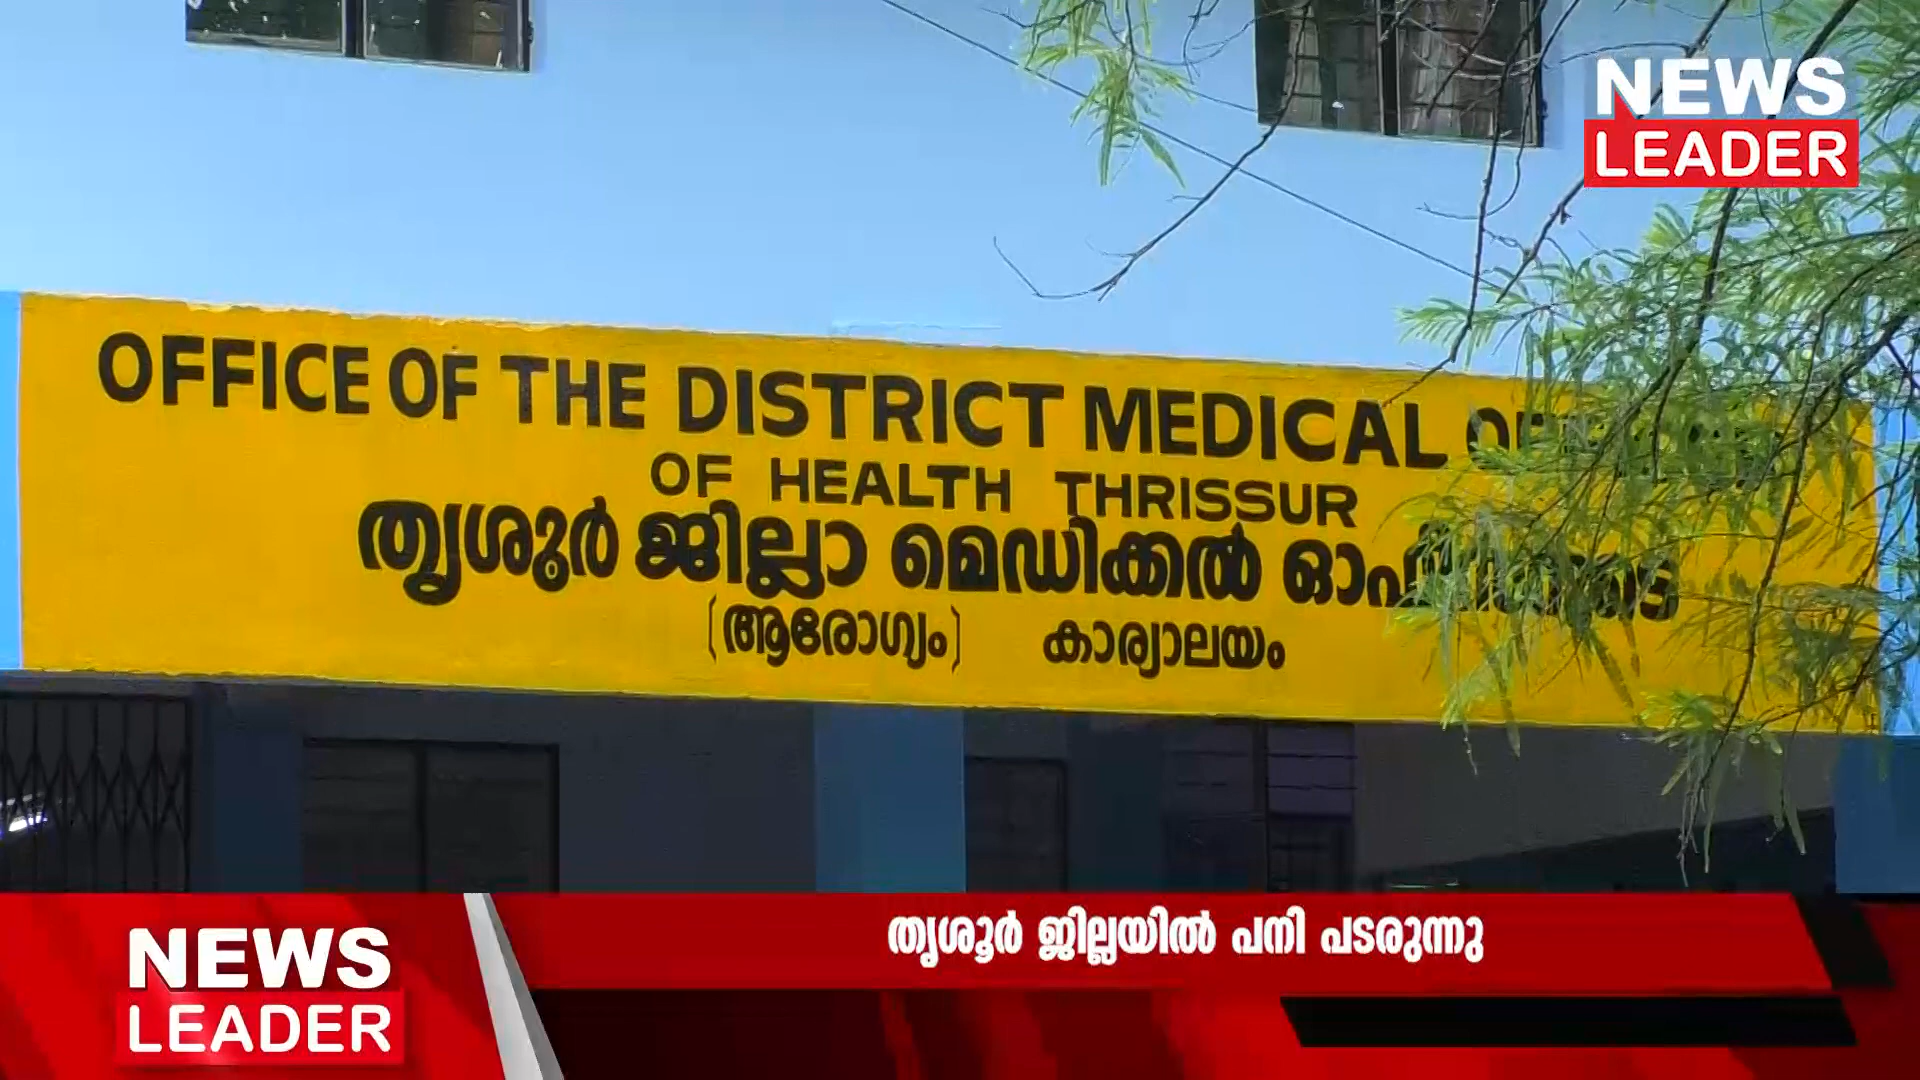 NEWS
LEADER
OFFICE OF THE DISTRICT MEDICAL
OF HEALTH THRISSUR
തൃശൂർ ജില്ലാ മെഡിക്കൽ
(ആരോഗ്യം) കാര്യാലയം
തൃശൂർ ജില്ലയിൽ പനി പടരുന്നു
NEWS
LEADER